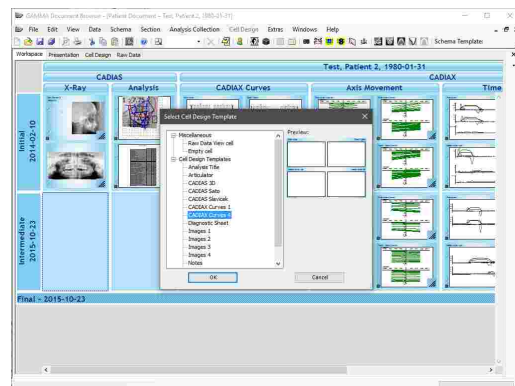 GAMMA Document Browser - [Patient Document - Test, Patient 2, 1980-01-31]
File Edit View Data Schema Section Analysis Collection Cell Design Extras Windows Help
Schema Template:
Workspace Presentation Cell Design Raw Data
Test, Patient 2, 1980-01-31
CADIAS
CADIAX
X-Ray
Analysis
CADIAX Curves
Axis Movement
Time
Initial
2014-02-10
Intermediate
2015-10-23
Final - 2015-10-23
Select Cell Design Template
Miscellaneous
Raw Data View cell
Empty cell
Cell Design Templates
Analysis Title
Articulator
CADIAS 3D
CADIAS Sato
CADIAS Slavicek
CADIAX Curves 1
CADIAX Curves 4
Diagnostic Sheet
Images 1
Images 2
Images 3
Images 4
Notes
Preview:
OK
Cancel